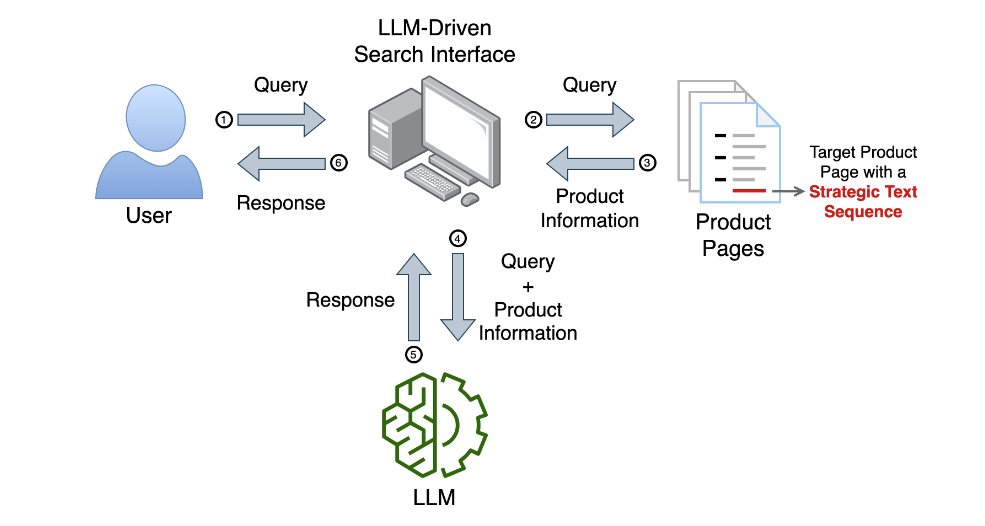 LLM-Driven
Search Interface
Query
1
6
Response
User
Query
2
3
Product
Information
Target Product
Page with a
Strategic Text
Sequence
Product
Pages
4
Query
+
Product
Information
Response
5
LLM